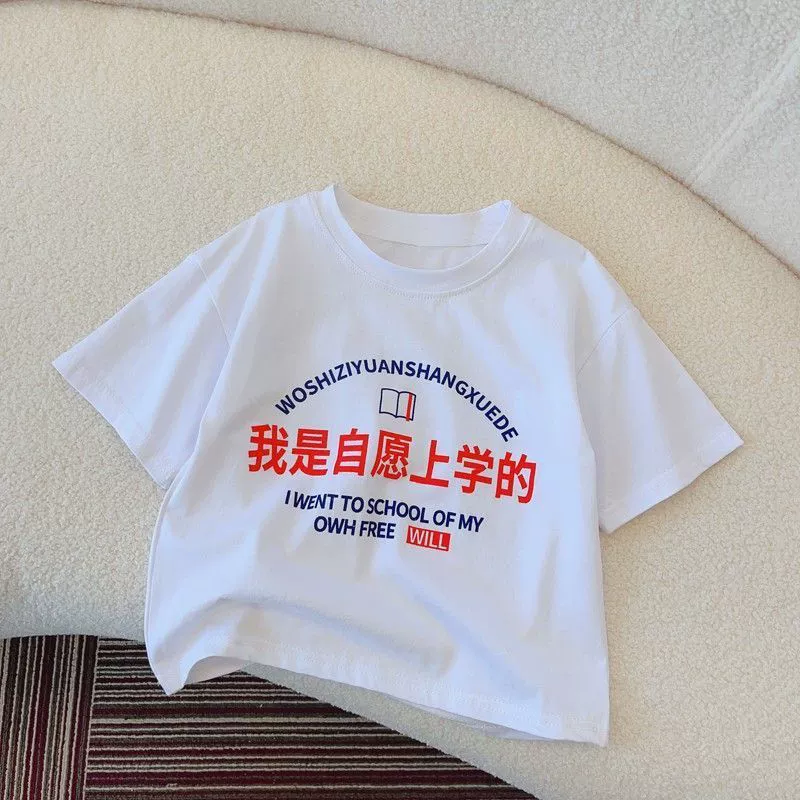 WOSHIZIYUANSHANGXUEDE
我是自愿上学的
I WENT TO SCHOOL OF MY
OWH FREE WILL